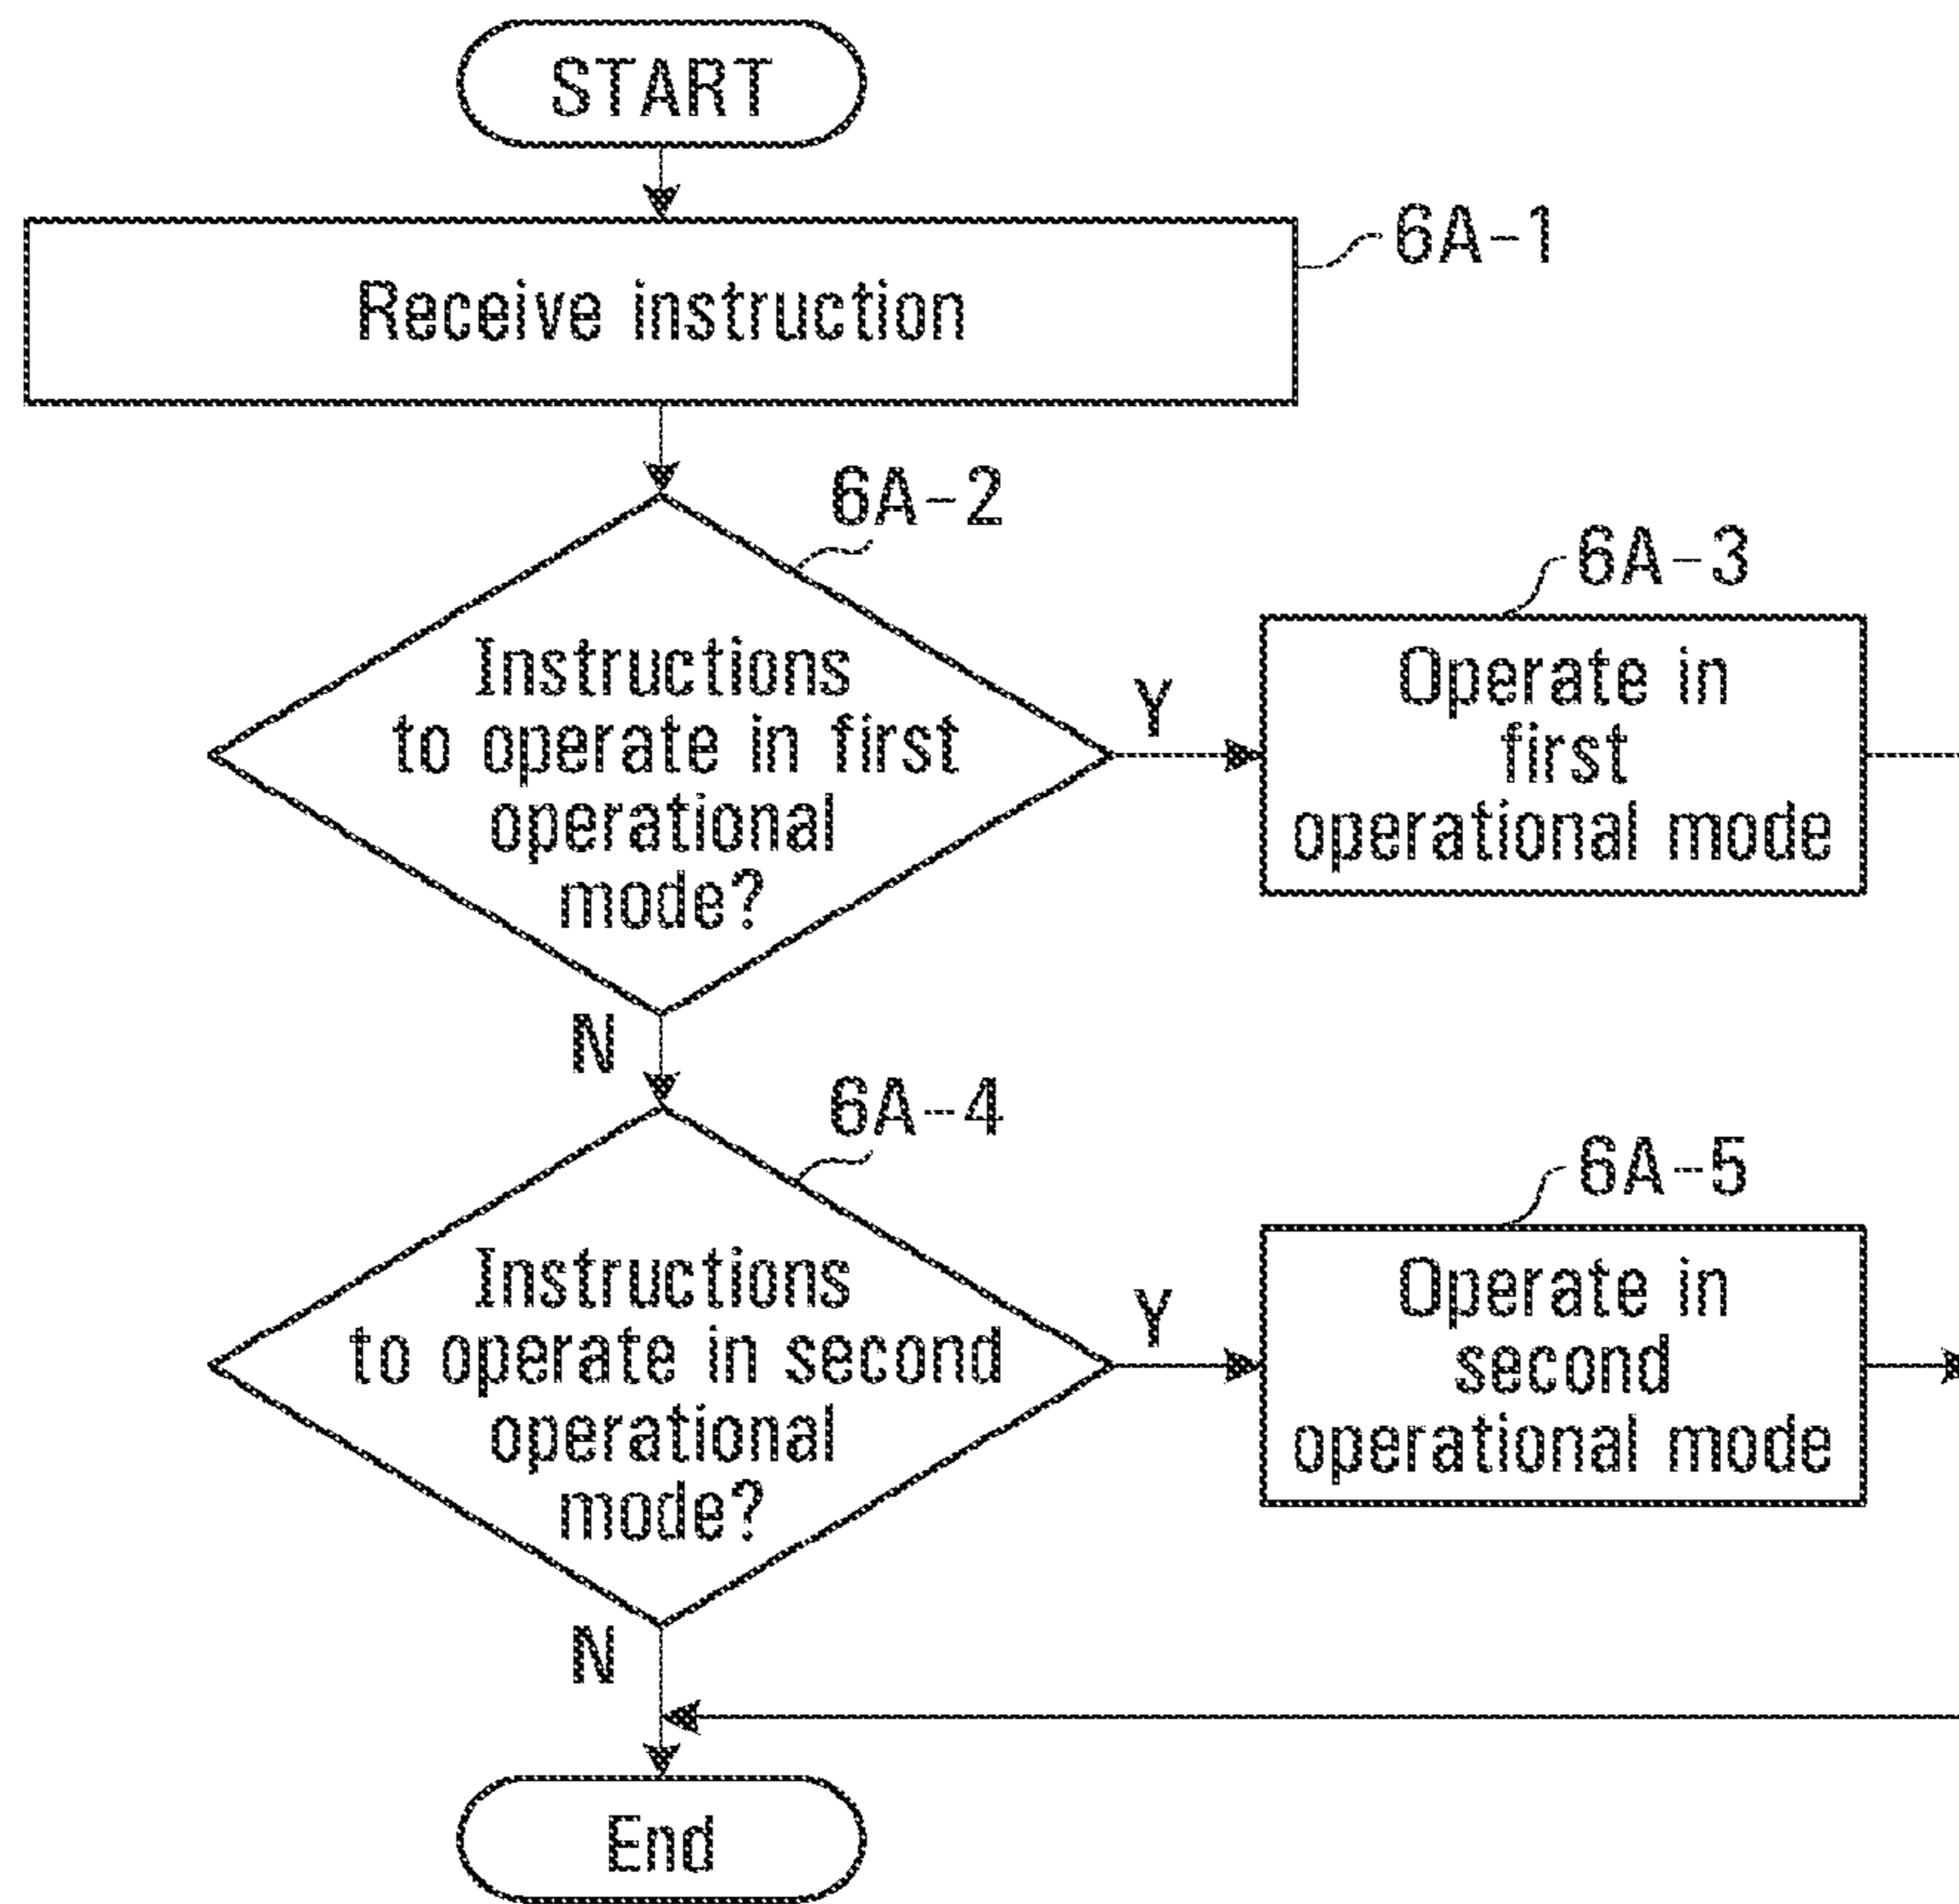 START
6A-1
Receive instruction
6A-2
Instructions
to operate in first
operational
mode?
Y
6A-3
Operate in
first
operational mode
N
6A-4
Instructions
to operate in second
operational
mode?
Y
6A-5
Operate in
second
operational mode
N
End